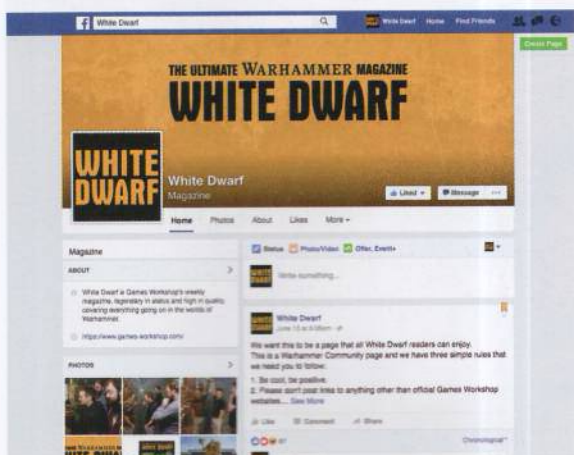 White Dwarf
White Dwarf Home Find Friends
Create Page
THE ULTIMATE WARHAMMER MAGAZINE
WHITE DWARF
WHITE
DWARF
White Dwarf
Magazine
Liked
Message
Home Photos About Likes More
Magazine
ABOUT
White Dwarf is Games Workshop's weekly
magazine, legendary in status and high in quality,
covering everything going on in the worlds of
Warhammer.
https://www.games-workshop.com/
PHOTOS
Status Photo/Video Offer, Event+
WHITE
Write something...
WHITE
White Dwarf
June 13 at
We want this to be a page that all White Dwarf readers can enjoy.
This is a Warhammer Community page and we have three simple rules that
we need you to follow:
1. Be cool, be positive.
2. Please don't post links to anything other than official Games Workshop
websites... See More
Like Comment Share
97
Chronological